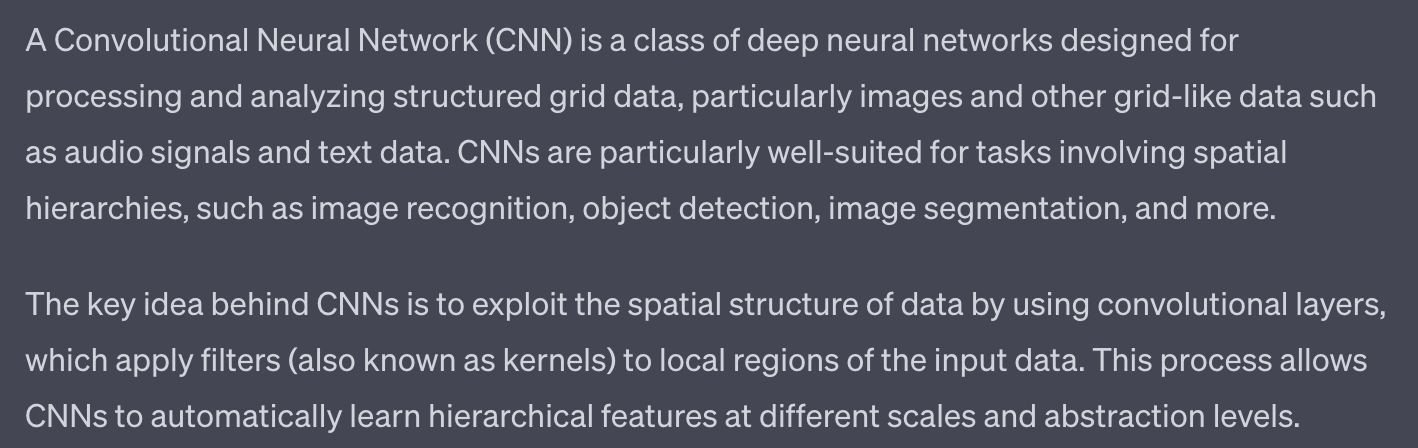 A Convolutional Neural Network (CNN) is a class of deep neural networks designed for
processing and analyzing structured grid data, particularly images and other grid-like data such
as audio signals and text data. CNNs are particularly well-suited for tasks involving spatial
hierarchies, such as image recognition, object detection, image segmentation, and more.
The key idea behind CNNs is to exploit the spatial structure of data by using convolutional layers,
which apply filters (also known as kernels) to local regions of the input data. This process allows
CNNs to automatically learn hierarchical features at different scales and abstraction levels.